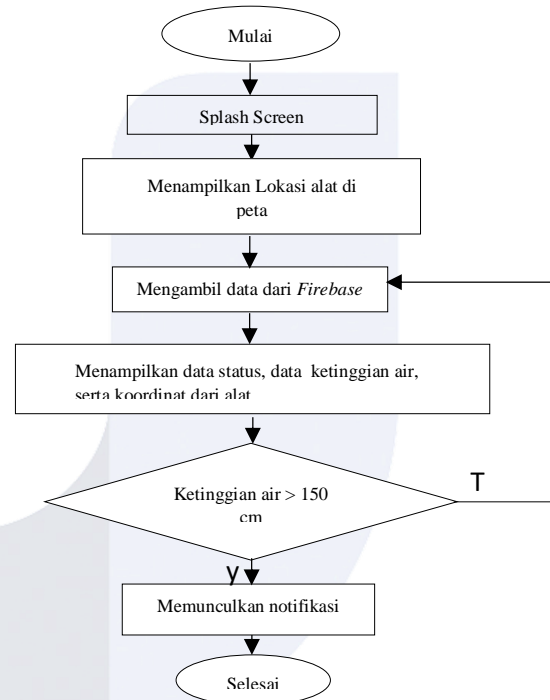 Mulai
Splash Screen
Menampilkan Lokasi alat di
peta
Mengambil data dari Firebase
Menampilkan data status, data ketinggian air,
serta koordinat dari alat
Ketinggian air > 150
cm
T
y
Memunculkan notifikasi
Selesai